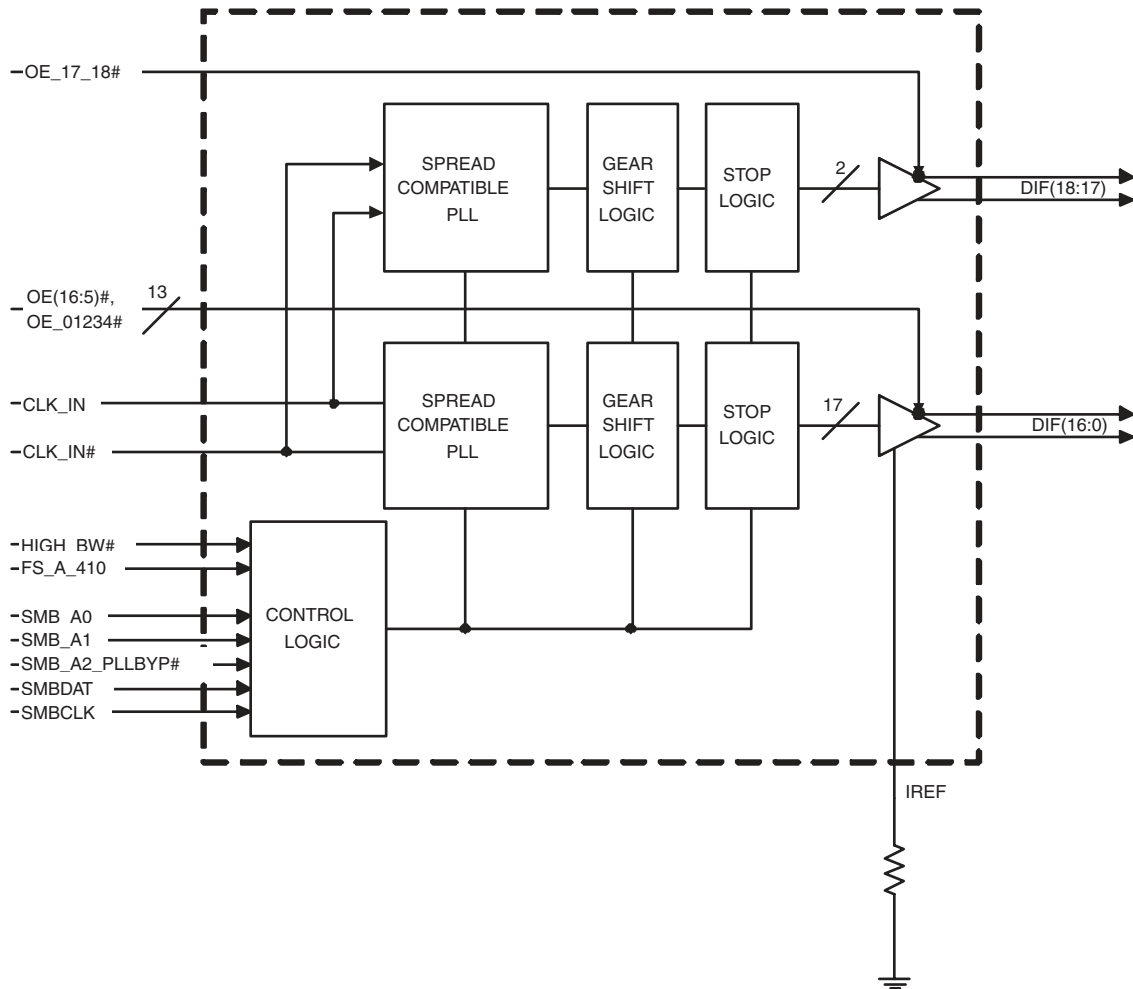 OE_17_18#
SPREAD
COMPATIBLE
PLL
GEAR
SHIFT
LOGIC
STOP
LOGIC
2
DIF(18:17)
OE(16:5)#,
OE_01234#
13
CLK_IN
CLK_IN#
SPREAD
COMPATIBLE
PLL
GEAR
SHIFT
LOGIC
STOP
LOGIC
17
DIF(16:0)
HIGH_BW#
FS_A_410
SMB_A0
SMB_A1
SMB_A2_PLLBYP#
SMBDAT
SMBCLK
CONTROL
LOGIC
IREF